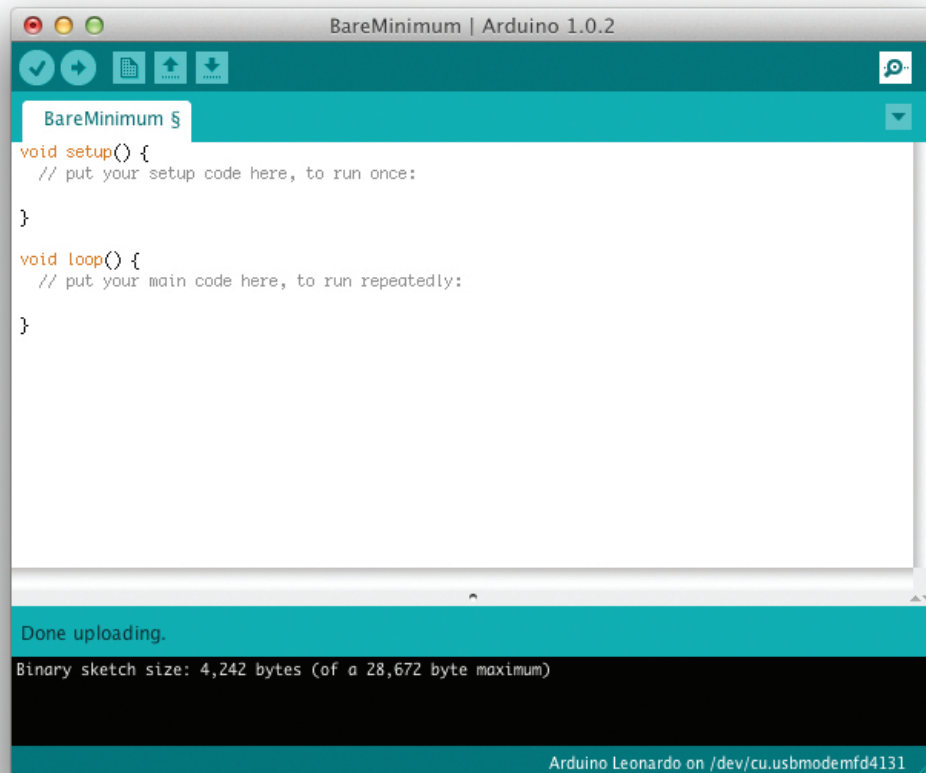 BareMinimum | Arduino 1.0.2
BareMinimum §
void setup() {
  // put your setup code here, to run once:
}
void loop() {
  // put your main code here, to run repeatedly:
}
Done uploading.
Binary sketch size: 4,242 bytes (of a 28,672 byte maximum)
Arduino Leonardo on /dev/cu.usbmodemfd4131